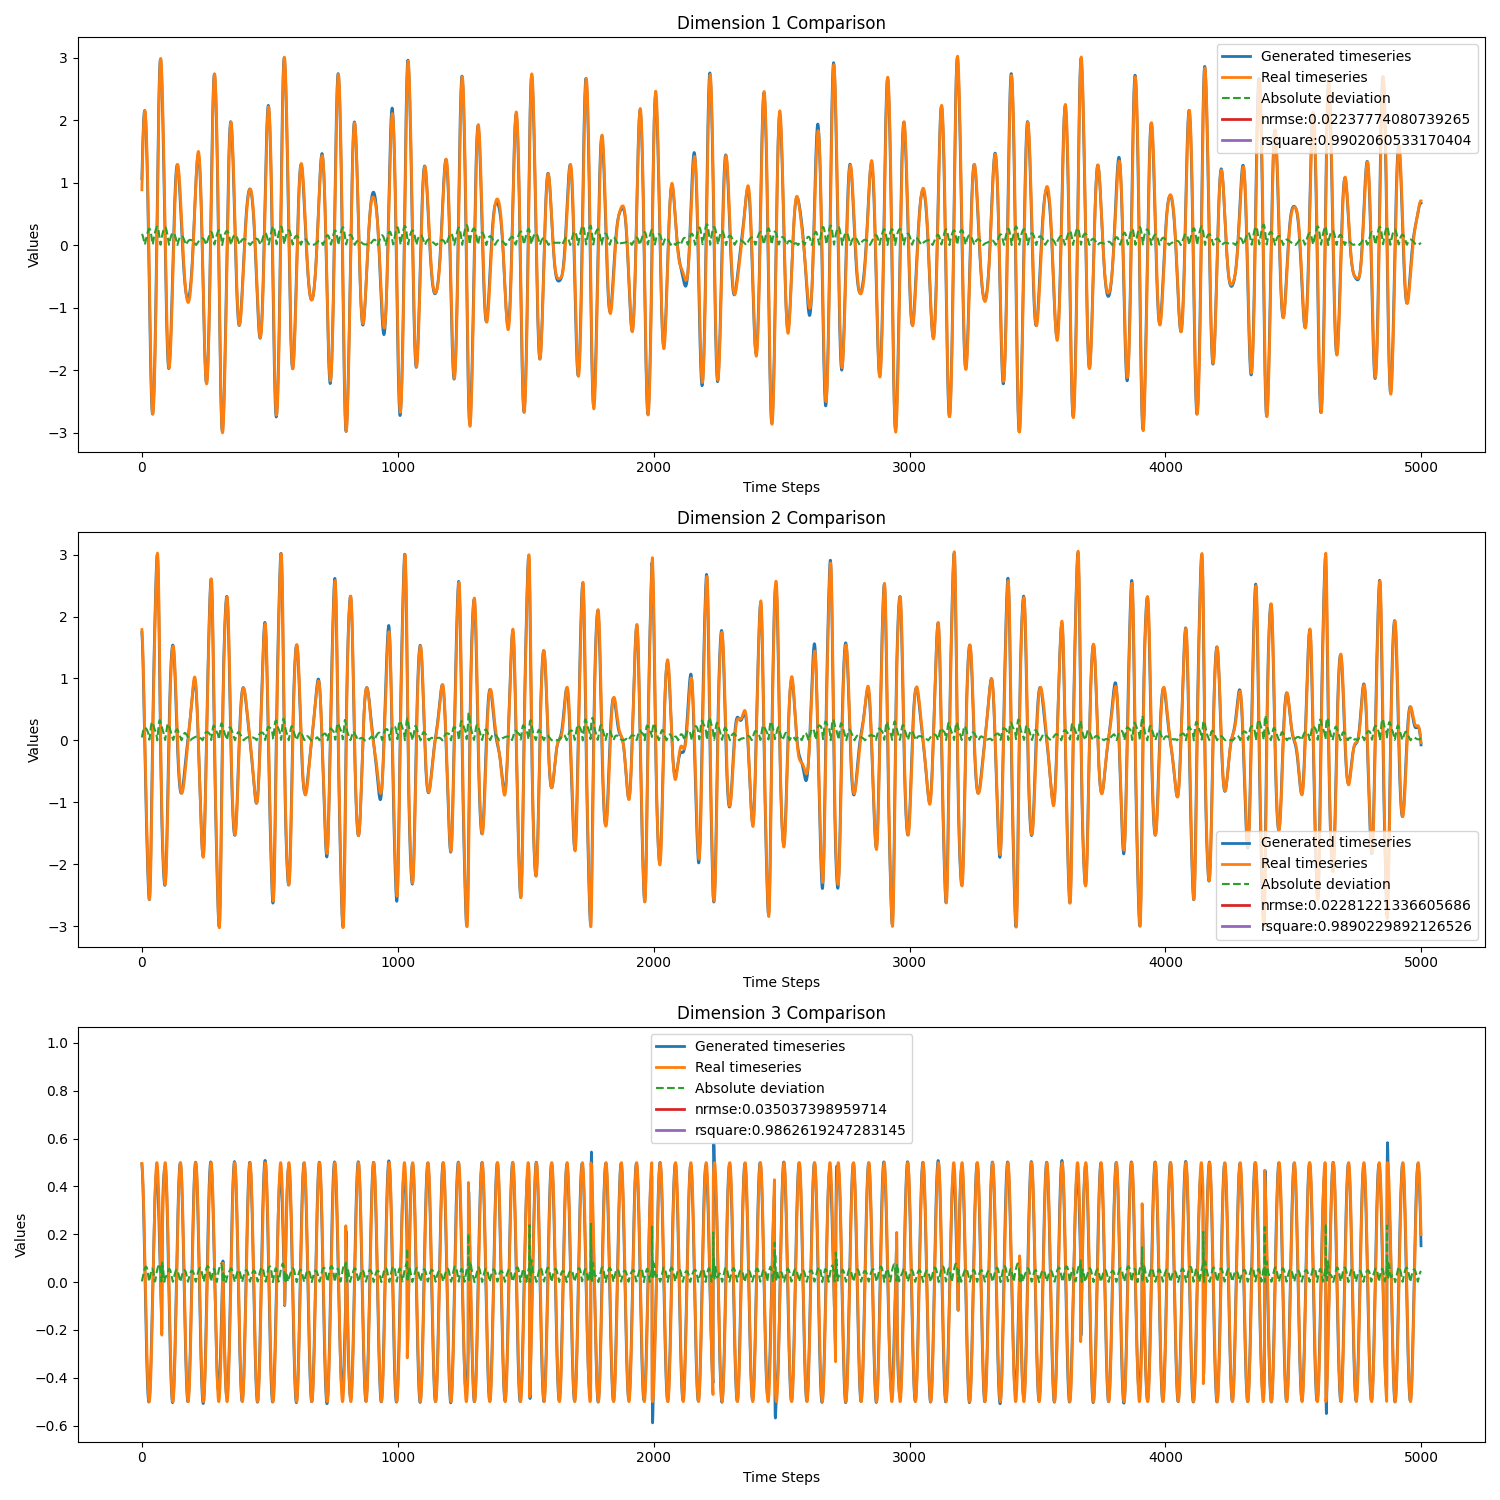 Dimension 1 Comparison
3
2
1
0
−1
−2
−3
Values
Generated timeseries
Real timeseries
Absolute deviation
nrmse:0.02237774080739265
rsquare:0.9902060533170404
0 1000 2000 3000 4000 5000
Time Steps
Dimension 2 Comparison
3
2
1
0
−1
−2
−3
Values
Generated timeseries
Real timeseries
Absolute deviation
nrmse:0.02281221336605686
rsquare:0.9890229892126526
0 1000 2000 3000 4000 5000
Time Steps
Dimension 3 Comparison
1.0
0.8
0.6
0.4
0.2
0.0
−0.2
−0.4
−0.6
Values
Generated timeseries
Real timeseries
Absolute deviation
nrmse:0.035037398959714
rsquare:0.9862619247283145
0 1000 2000 3000 4000 5000
Time Steps